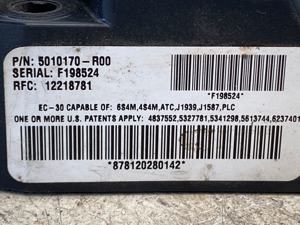 P/N: 5010170-R00
SERIAL: F198524
RFC: 12218781
*F198524*
EC-30 CAPABLE OF: 6S4M,4S4M,ATC,J1939,J1587,PLC
ONE OR MORE U.S. PATENTS APPLY: 4837552,5327781,5341298,5613744,6237401
*878120280142*